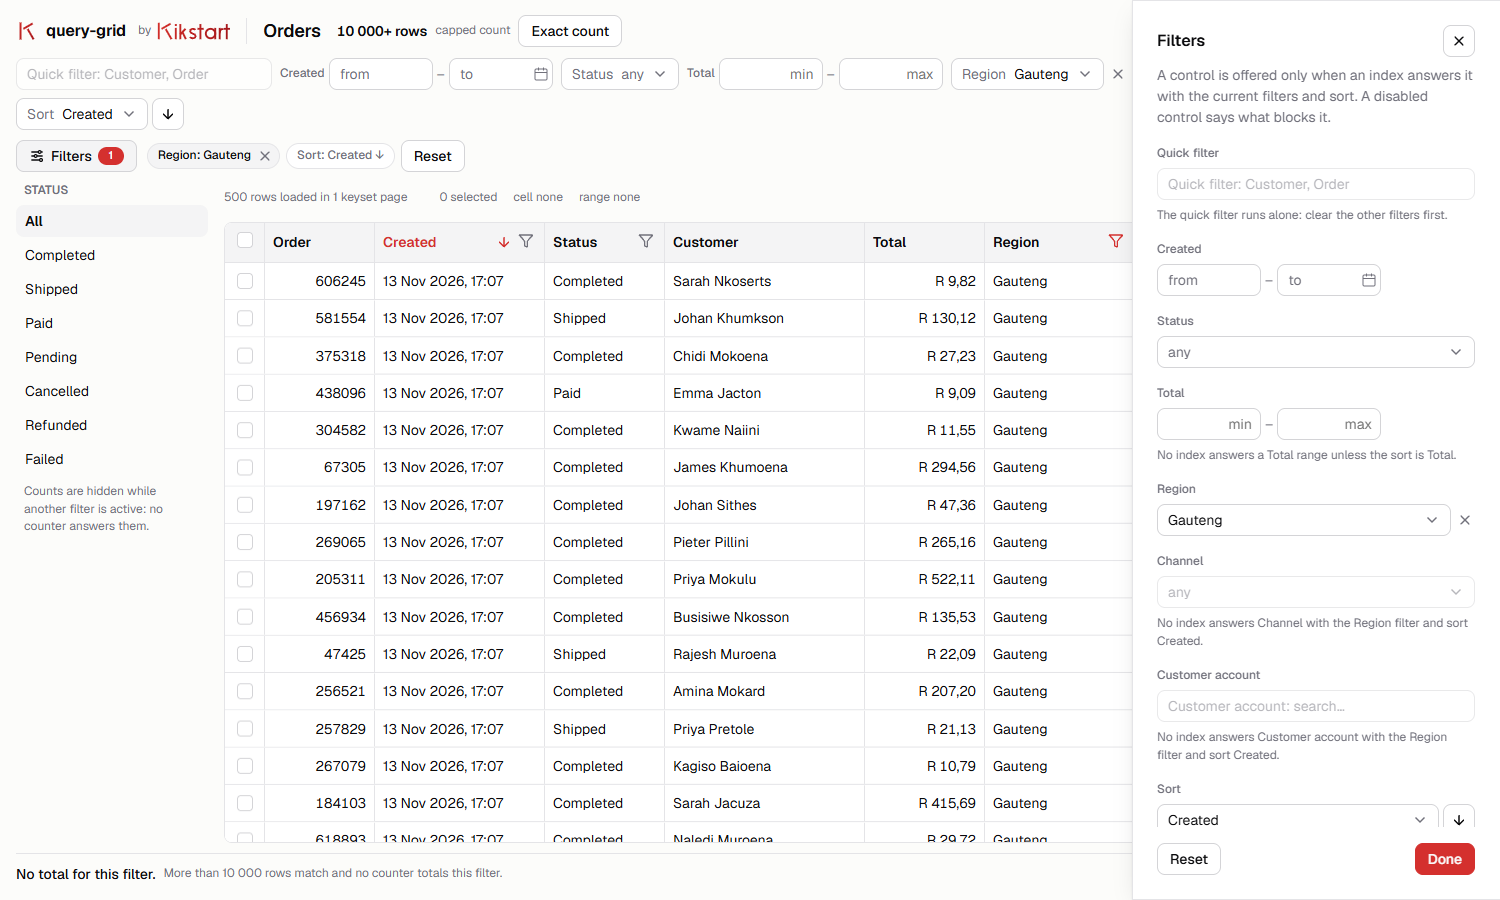 query-grid by Kikstart Orders 10 000+ rows capped count Exact count
Quick filter: Customer, Order Created from – to Status any Total min – max Region Gauteng
Sort Created
Filters 1 Region: Gauteng Sort: Created Reset
STATUS
All
Completed
Shipped
Paid
Pending
Cancelled
Refunded
Failed
Counts are hidden while
another filter is active: no
counter answers them.
500 rows loaded in 1 keyset page 0 selected cell none range none
Order Created Status Customer Total Region
606245 13 Nov 2026, 17:07 Completed Sarah Nkoserts R 9,82 Gauteng
581554 13 Nov 2026, 17:07 Shipped Johan Khumkson R 130,12 Gauteng
375318 13 Nov 2026, 17:07 Completed Chidi Mokoena R 27,23 Gauteng
438096 13 Nov 2026, 17:07 Paid Emma Jacton R 9,09 Gauteng
304582 13 Nov 2026, 17:07 Completed Kwame Naiini R 11,55 Gauteng
67305 13 Nov 2026, 17:07 Completed James Khumoena R 294,56 Gauteng
197162 13 Nov 2026, 17:07 Completed Johan Sithes R 47,36 Gauteng
269065 13 Nov 2026, 17:07 Completed Pieter Pillini R 265,16 Gauteng
205311 13 Nov 2026, 17:07 Completed Priya Mokulu R 522,11 Gauteng
456934 13 Nov 2026, 17:07 Completed Busisiwe Nkosson R 135,53 Gauteng
47425 13 Nov 2026, 17:07 Shipped Rajesh Muroena R 22,09 Gauteng
256521 13 Nov 2026, 17:07 Completed Amina Mokard R 207,20 Gauteng
257829 13 Nov 2026, 17:07 Shipped Priya Pretole R 21,13 Gauteng
267079 13 Nov 2026, 17:07 Completed Kagiso Baioena R 10,79 Gauteng
184103 13 Nov 2026, 17:07 Completed Sarah Jacuza R 415,69 Gauteng
618893 13 Nov 2026, 17:07 Completed Naledi Muroena R 29,72 Gauteng
No total for this filter. More than 10 000 rows match and no counter totals this filter.
Filters
A control is offered only when an index answers it
with the current filters and sort. A disabled
control says what blocks it.
Quick filter
Quick filter: Customer, Order
The quick filter runs alone: clear the other filters first.
Created
from – to
Status
any
Total
min – max
No index answers a Total range unless the sort is Total.
Region
Gauteng
Channel
any
No index answers Channel with the Region filter and sort
Created.
Customer account
Customer account: search…
No index answers Customer account with the Region
filter and sort Created.
Sort
Created
Reset Done